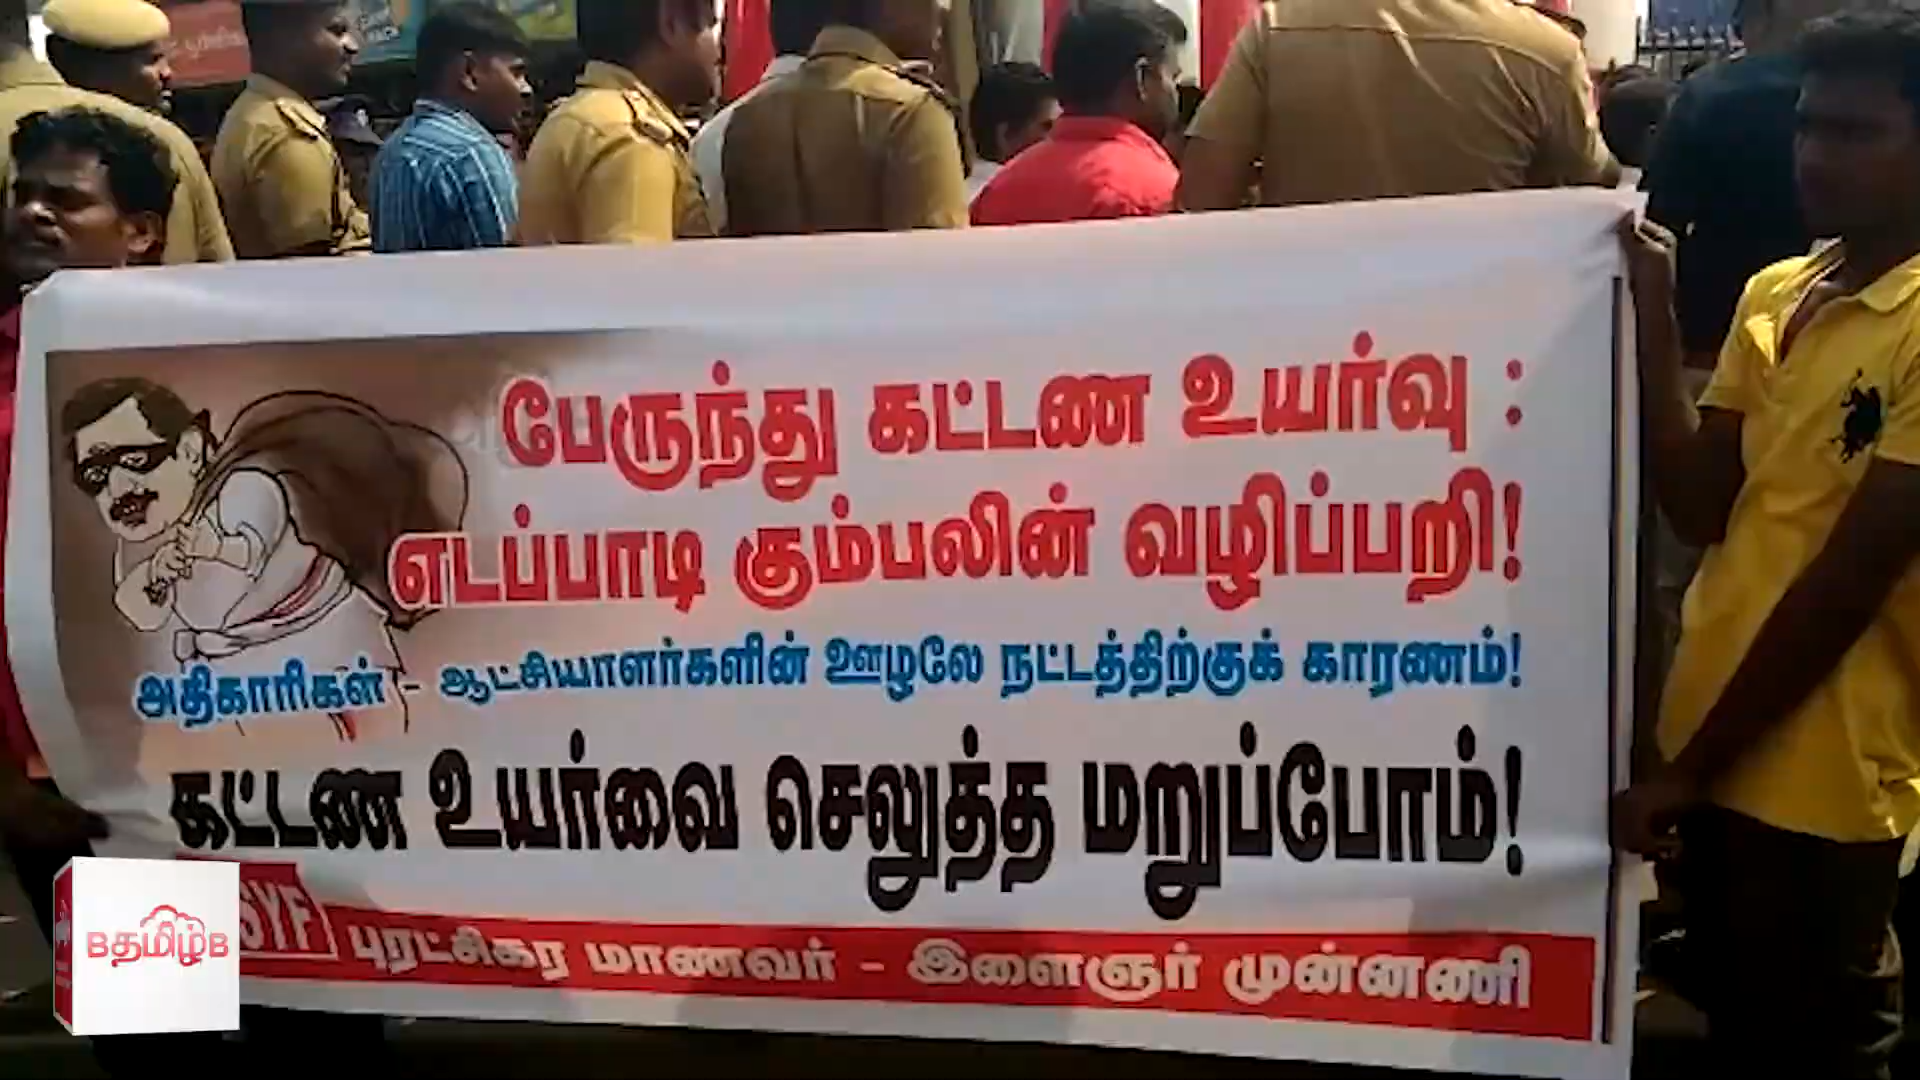 பேருந்து கட்டண உயர்வு :
எடப்பாடி கும்பலின் வழிப்பறி!
அதிகாரிகள் - ஆட்சியாளர்களின் ஊழலே நட்டத்திற்குக் காரணம்!
கட்டண உயர்வை செலுத்த மறுப்போம்!
SYF புரட்சிகர மாணவர் - இளைஞர் முன்னணி
Bதமிழ்B